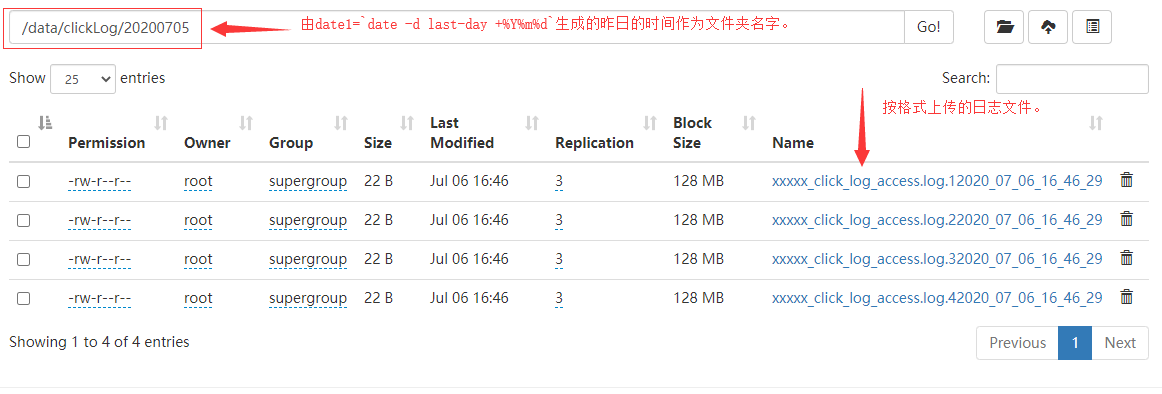 /data/clickLog/20200705
由date1=`date -d last-day +%Y%m%d`生成的昨日的时间作为文件夹名字。
Go!
Show 25 entries
Search:
按格式上传的日志文件。
Permission Owner Group Size Last Modified Replication Block Size Name
-rw-r--r-- root supergroup 22 B Jul 06 16:46 3 128 MB xxxxx_click_log_access.log.12020_07_06_16_46_29
-rw-r--r-- root supergroup 22 B Jul 06 16:46 3 128 MB xxxxx_click_log_access.log.22020_07_06_16_46_29
-rw-r--r-- root supergroup 22 B Jul 06 16:46 3 128 MB xxxxx_click_log_access.log.32020_07_06_16_46_29
-rw-r--r-- root supergroup 22 B Jul 06 16:46 3 128 MB xxxxx_click_log_access.log.42020_07_06_16_46_29
Showing 1 to 4 of 4 entries
Previous 1 Next